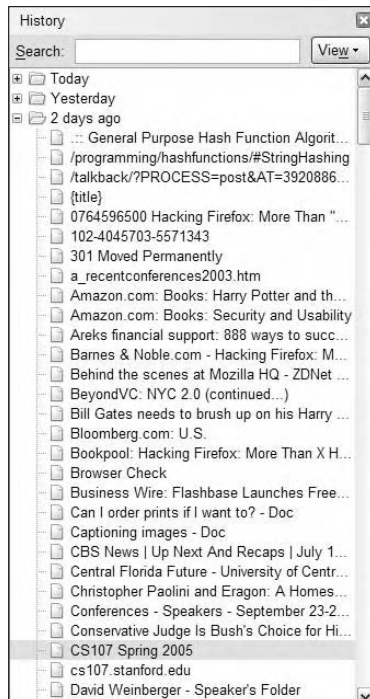 History
Search:
View
Today
Yesterday
2 days ago
.:: General Purpose Hash Function Algorit...
/programming/hashfunctions/#StringHashing
/talkback/?PROCESS=post&AT=3920886...
{title}
0764596500 Hacking Firefox: More Than "...
102-4045703-5571343
301 Moved Permanently
a_recentconferences2003.htm
Amazon.com: Books: Harry Potter and th...
Amazon.com: Books: Security and Usability
Areks financial support: 888 ways to succ...
Barnes & Noble.com - Hacking Firefox: M...
Behind the scenes at Mozilla HQ - ZDNet ...
BeyondVC: NYC 2.0 (continued...)
Bill Gates needs to brush up on his Harry ...
Bloomberg.com: U.S.
Bookpool: Hacking Firefox: More Than X H...
Browser Check
Business Wire: Flashbase Launches Free...
Can I order prints if I want to? - Doc
Captioning images - Doc
CBS News | Up Next And Recaps | July 1...
Central Florida Future - University of Centr...
Christopher Paolini and Eragon: A Homes...
Conferences - Speakers - September 23-2...
Conservative Judge Is Bush's Choice for Hi...
CS107 Spring 2005
cs107.stanford.edu
David Weinberger - Speaker's Folder